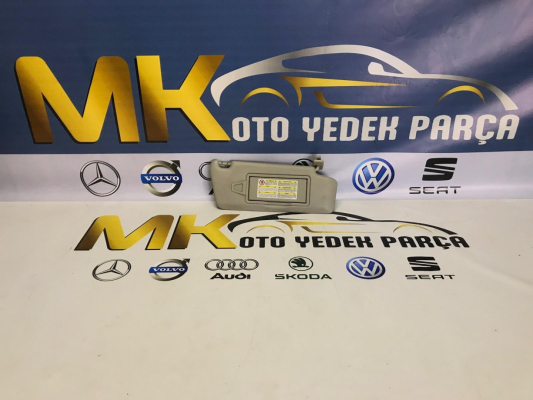 MK OTO YEDEK PARÇA
VOLVO SEAT
MK OTO YEDEK PARÇA
VOLVO Audi SKODA SEAT